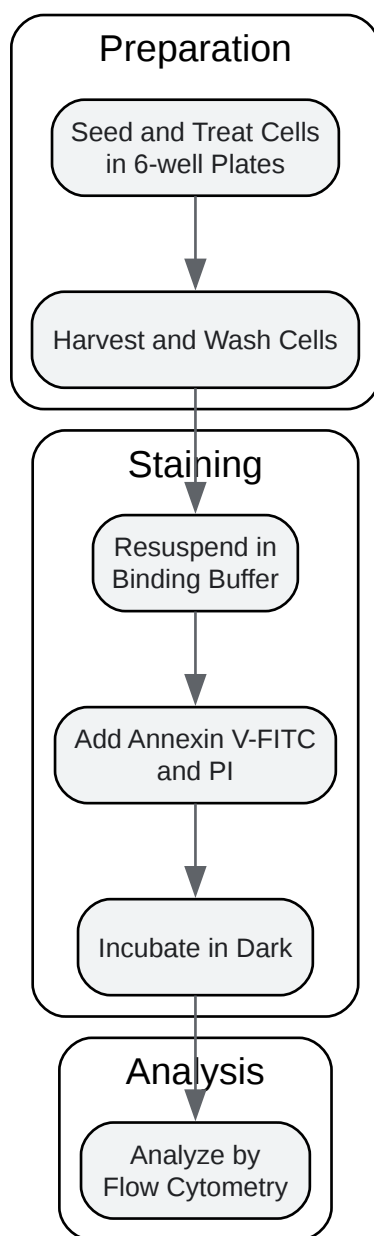 Preparation
Seed and Treat Cells
in 6-well Plates
Harvest and Wash Cells
Staining
Resuspend in
Binding Buffer
Add Annexin V-FITC
and PI
Incubate in Dark
Analysis
Analyze by
Flow Cytometry